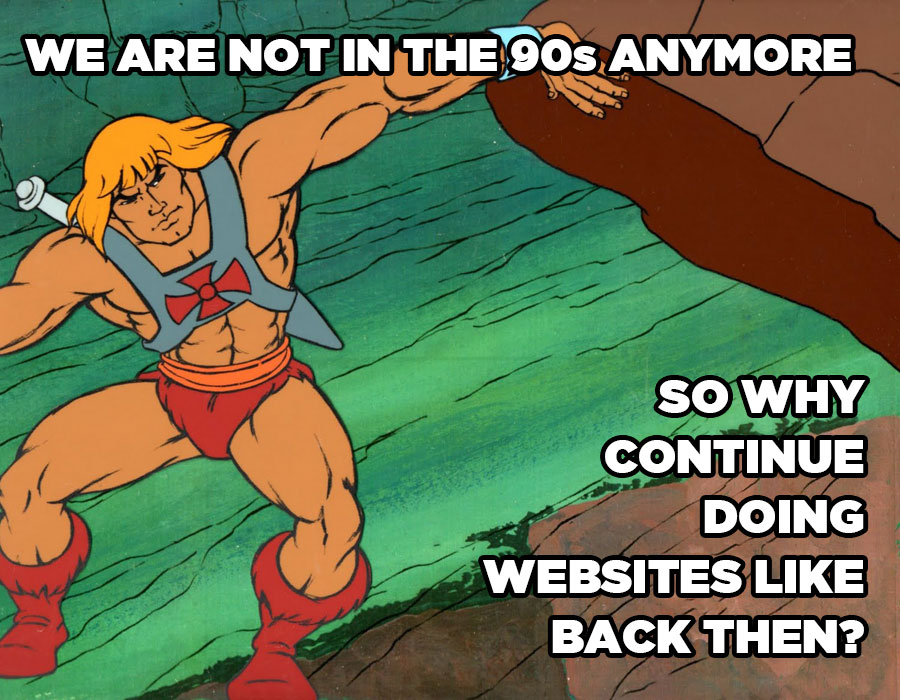 WE ARE NOT IN THE 90s ANYMORE
SO WHY
CONTINUE
DOING
WEBSITES LIKE
BACK THEN?